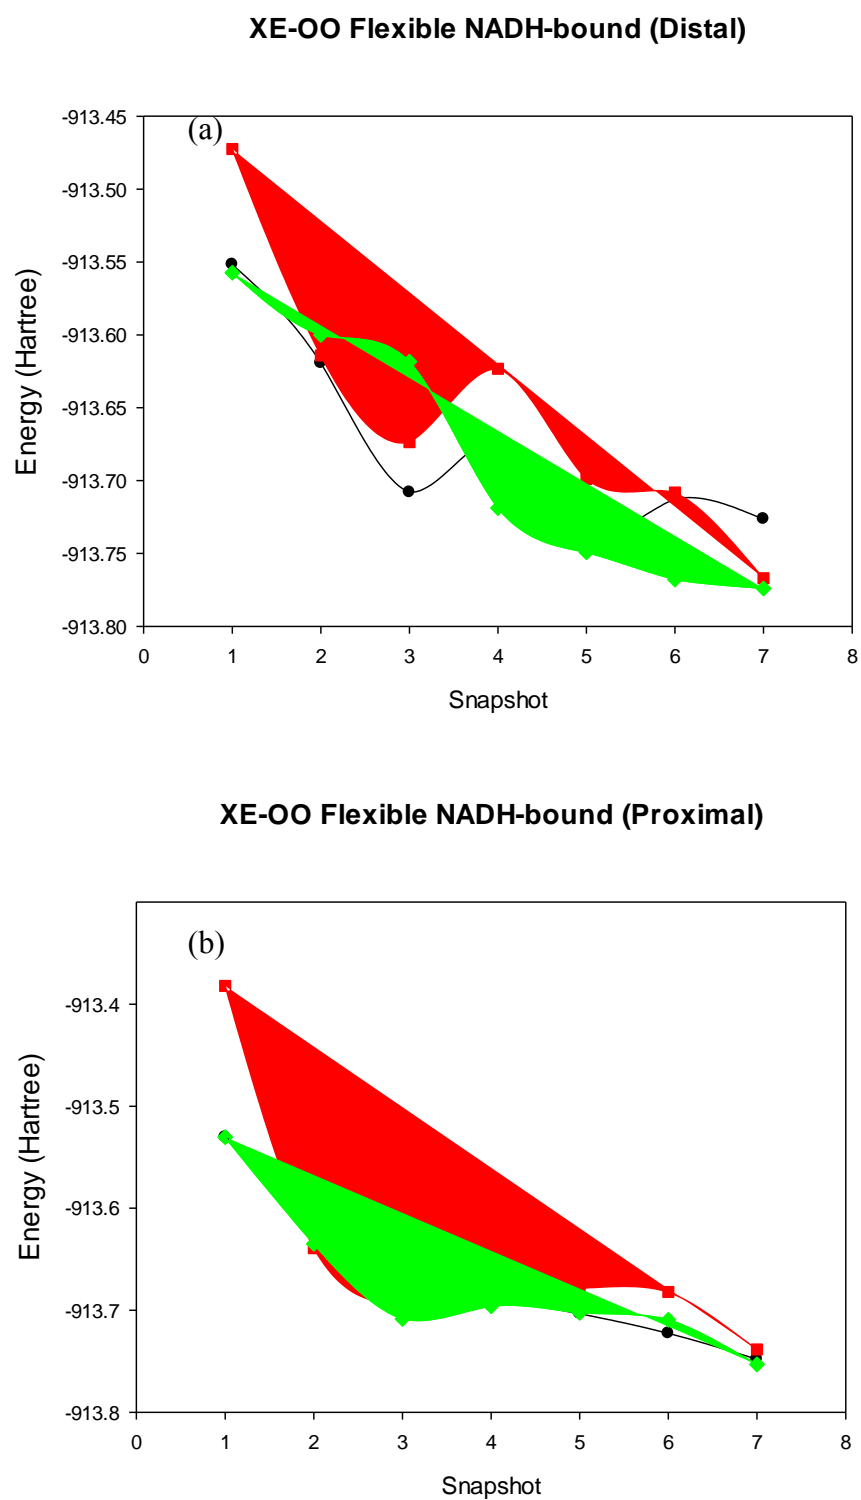 XE-OO Flexible NADH-bound (Distal)
(a)
Energy (Hartree)
-913.45
-913.50
-913.55
-913.60
-913.65
-913.70
-913.75
-913.80
0 1 2 3 4 5 6 7 8
Snapshot
XE-OO Flexible NADH-bound (Proximal)
(b)
Energy (Hartree)
-913.4
-913.5
-913.6
-913.7
-913.8
0 1 2 3 4 5 6 7 8
Snapshot